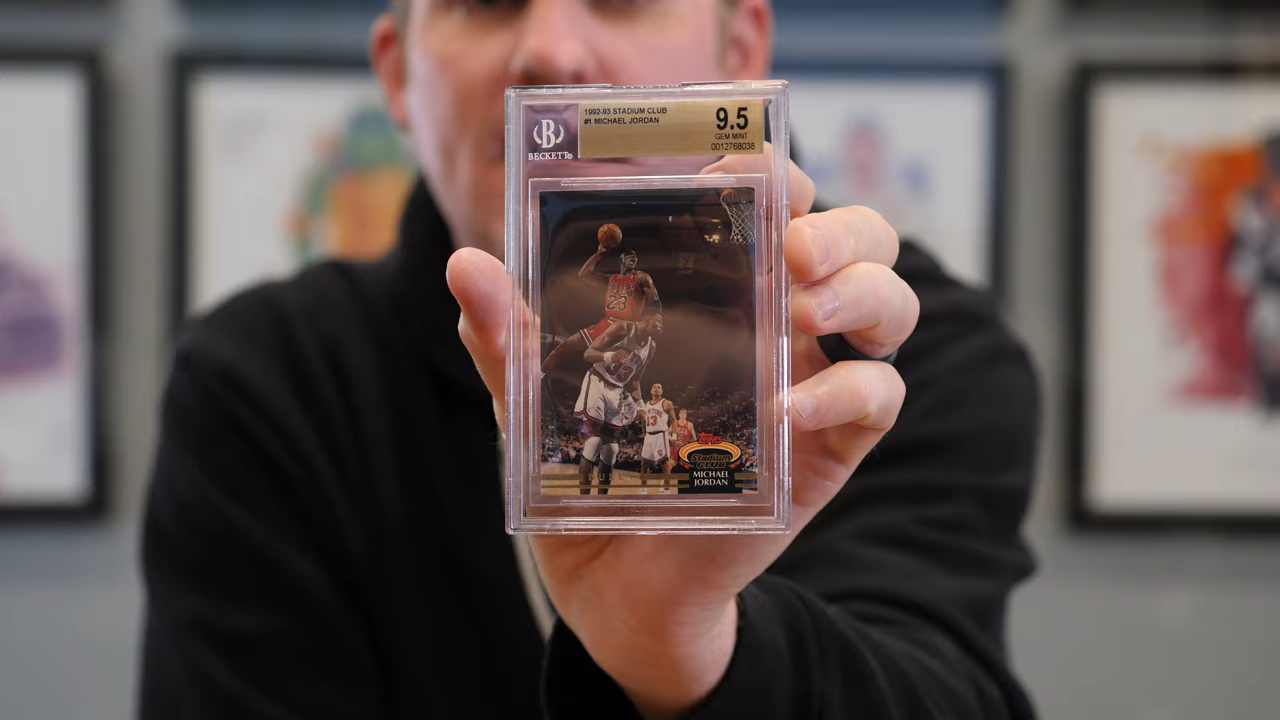 1992-93 STADIUM CLUB
#1 MICHAEL JORDAN
9.5
GEM MINT
0012768038
B
BECKETT®
23
13
Topps
Stadium
CLUB
MICHAEL
JORDAN